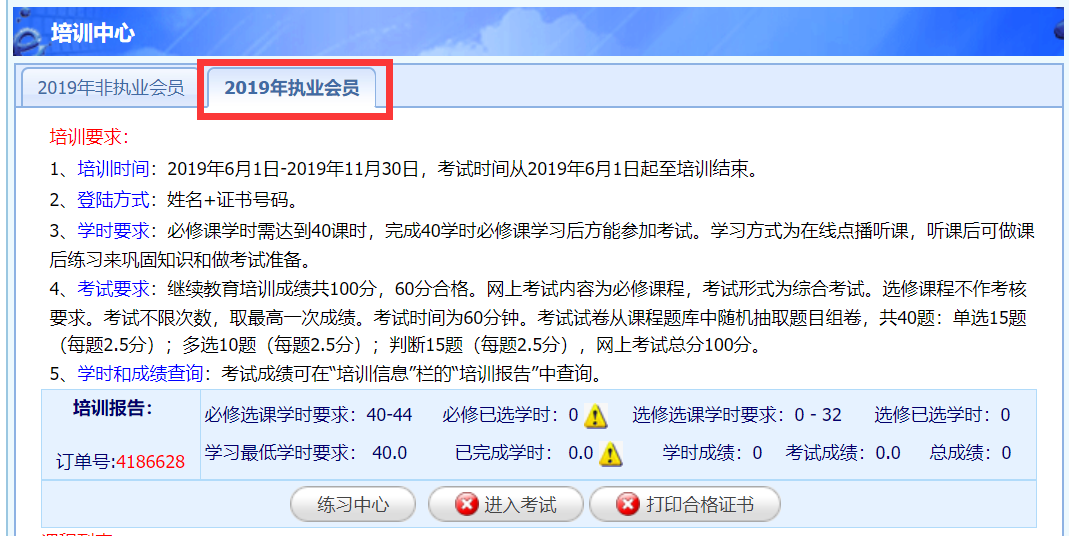 培训中心
2019年非执业会员 2019年执业会员
培训要求：
1、培训时间：2019年6月1日-2019年11月30日，考试时间从2019年6月1日起至培训结束。
2、登陆方式：姓名+证书号码。
3、学时要求：必修课学时需达到40课时，完成40学时必修课学习后方能参加考试。学习方式为在线点播听课，听课后可做课
后练习来巩固知识和做考试准备。
4、考试要求：继续教育培训成绩共100分，60分合格。网上考试内容为必修课程，考试形式为综合考试。选修课程不作考核
要求。考试不限次数，取最高一次成绩。考试时间为60分钟。考试试卷从课程题库中随机抽取题目组卷，共40题：单选15题
（每题2.5分）；多选10题（每题2.5分）；判断15题（每题2.5分），网上考试总分100分。
5、学时和成绩查询：考试成绩可在“培训信息”栏的“培训报告”中查询。
培训报告：
订单号:4186628
必修选课学时要求：40-44 必修已选学时：0 选修选课学时要求：0 - 32 选修已选学时：0
学习最低学时要求： 40.0 已完成学时： 0.0 学时成绩：0 考试成绩：0.0 总成绩：0
练习中心 进入考试 打印合格证书